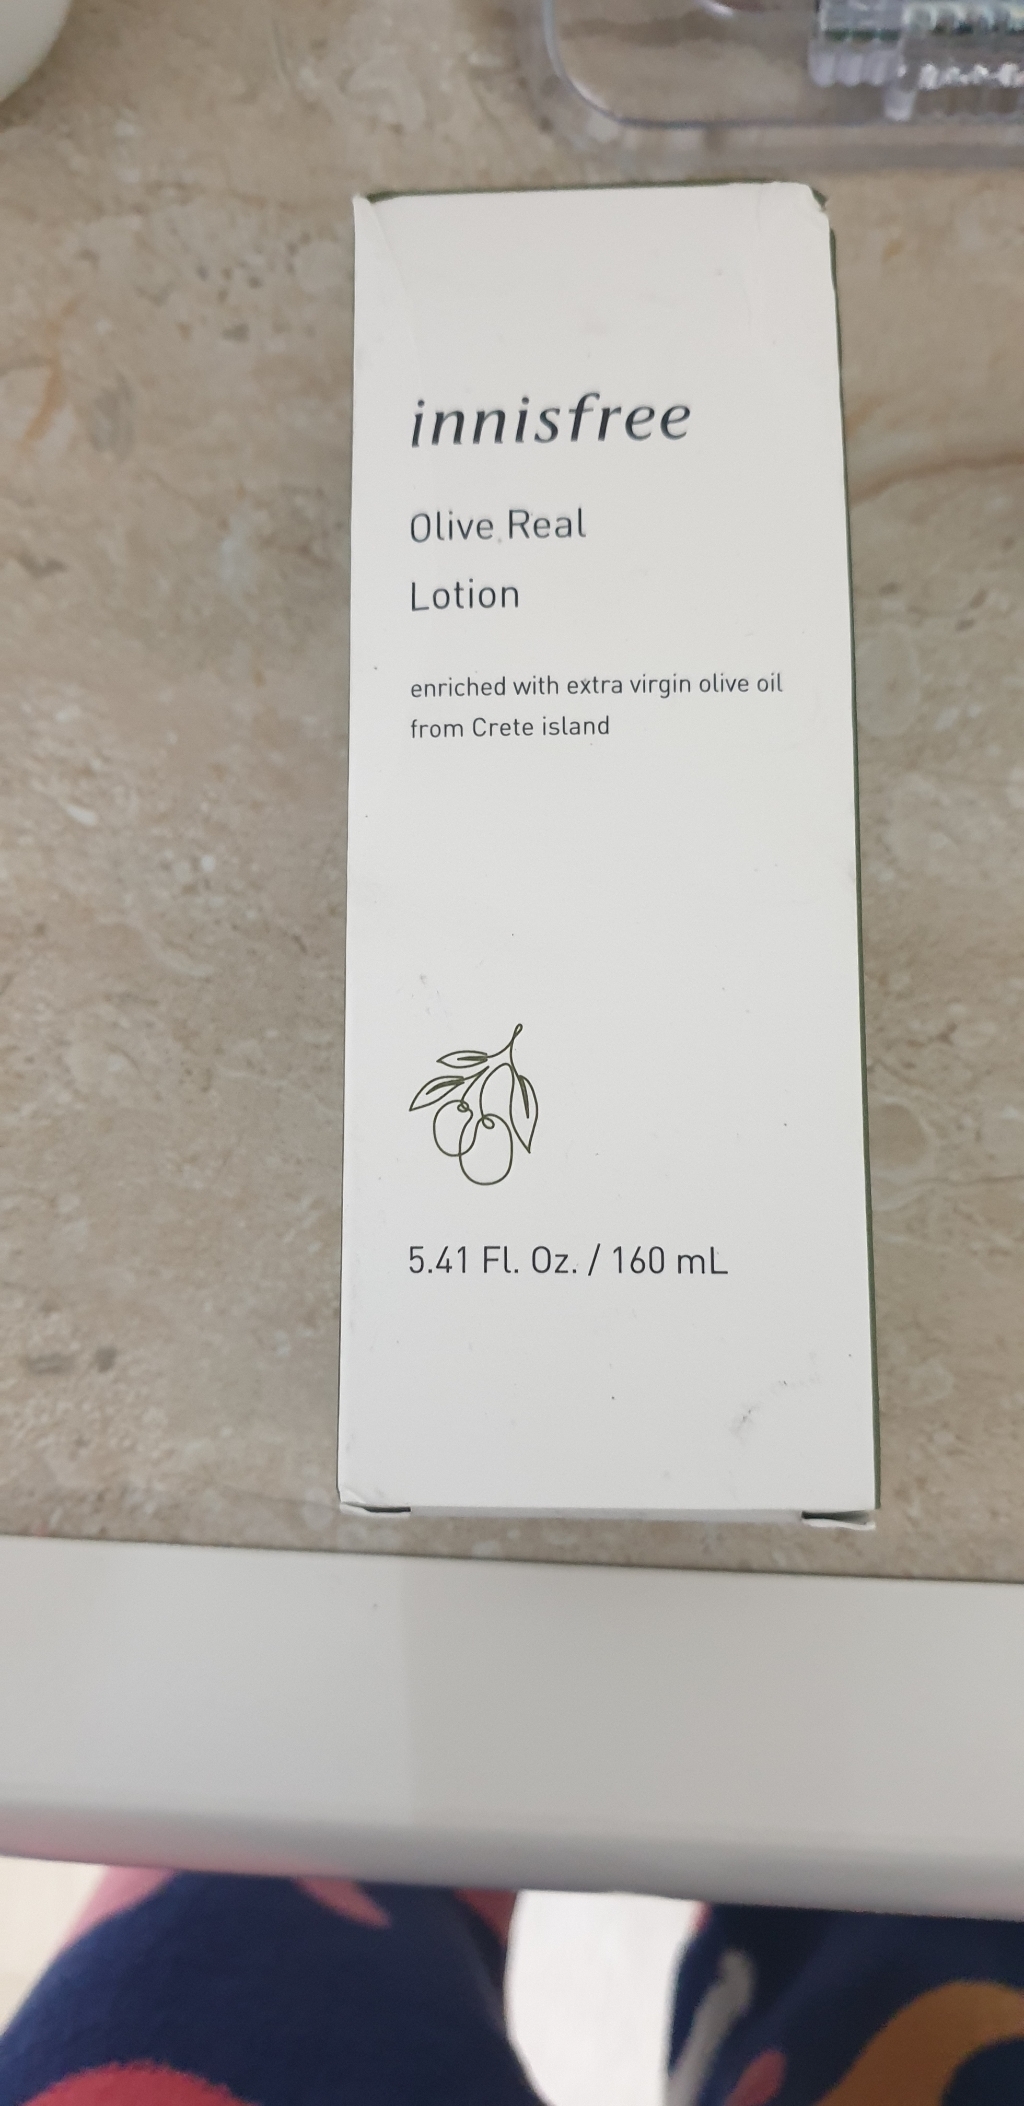 innisfree
Olive Real
Lotion
enriched with extra virgin olive oil
from Crete island
5.41 Fl. Oz. / 160 mL